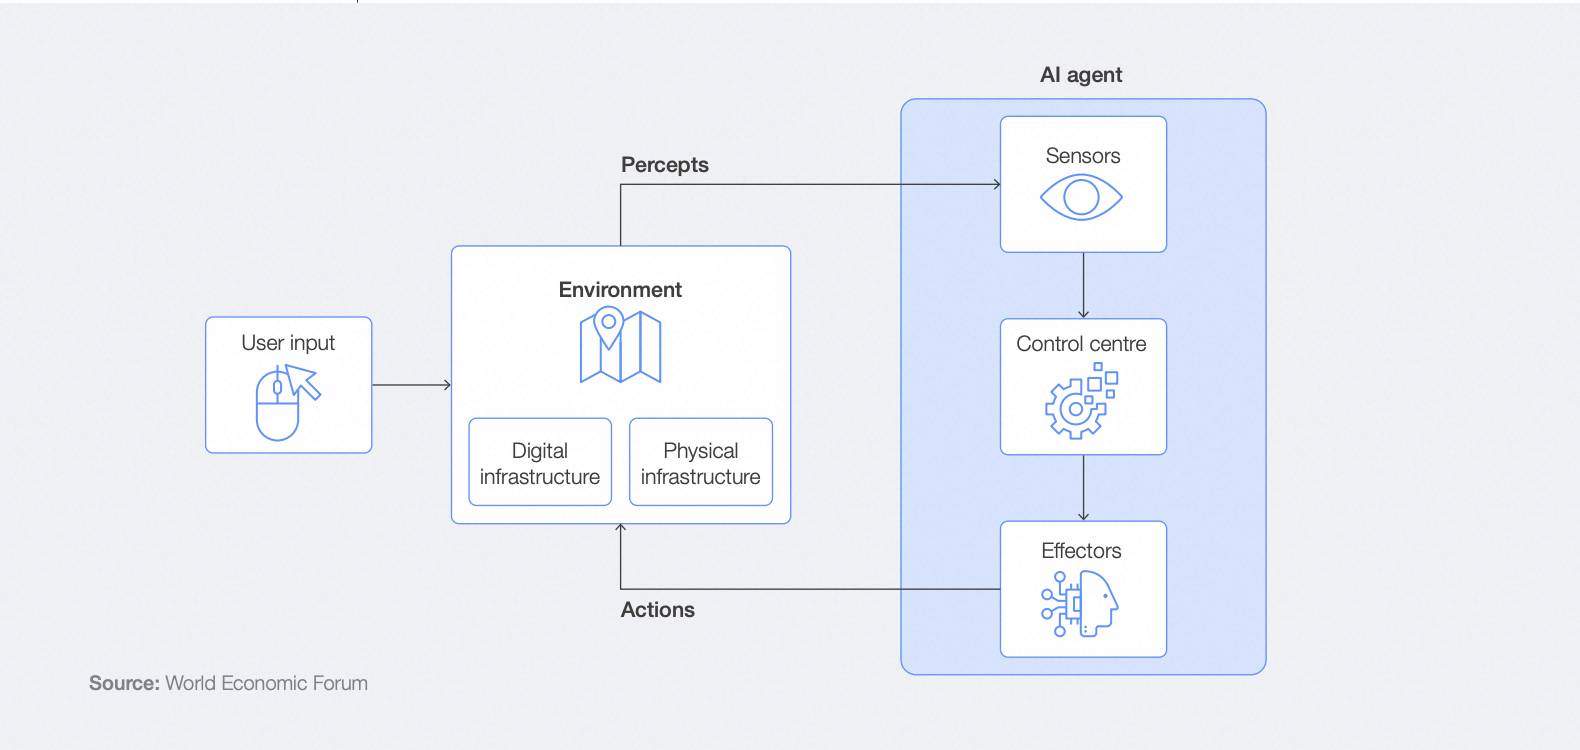 AI agent
Percepts
Sensors
Environment
User input
Control centre
Digital
infrastructure
Physical
infrastructure
Effectors
Actions
Source: World Economic Forum